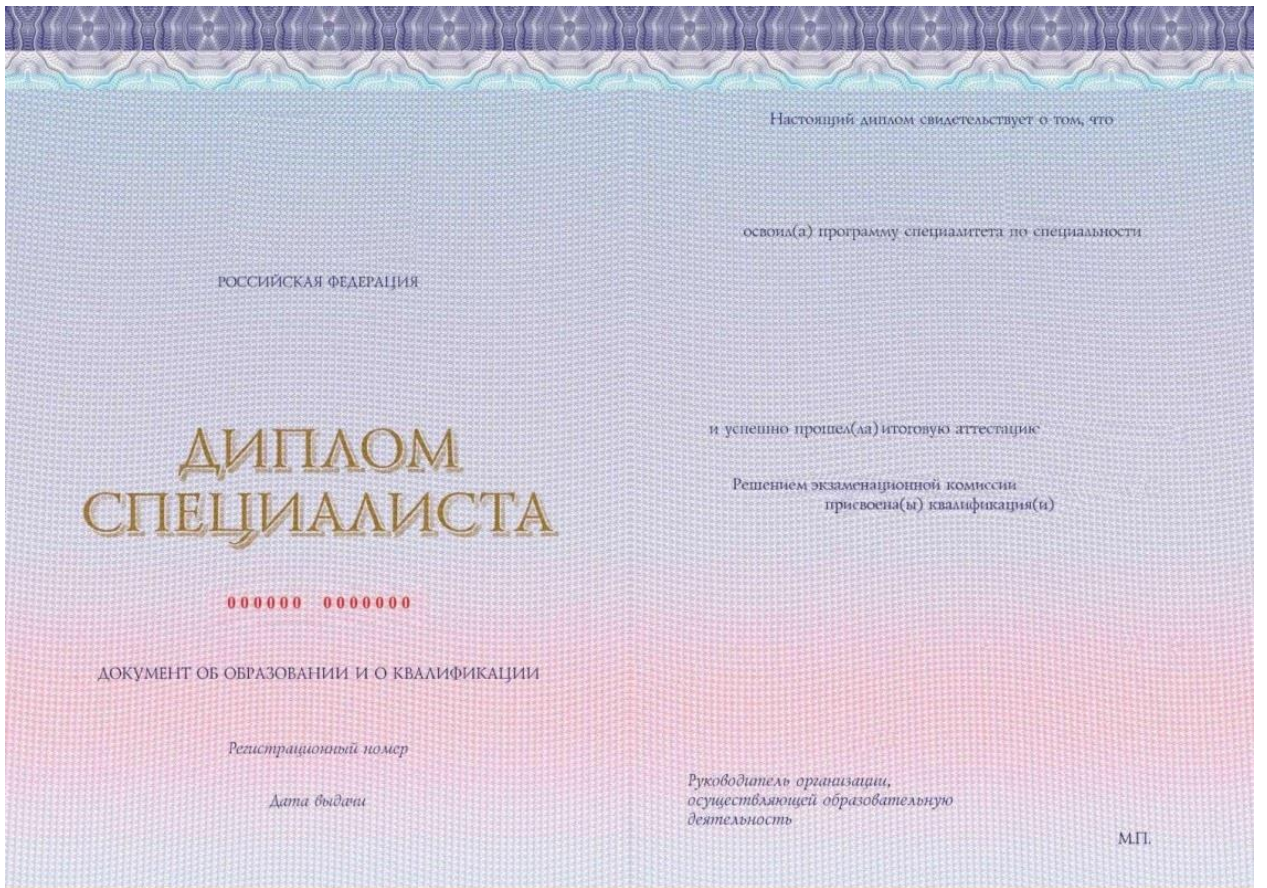 РОССИЙСКАЯ ФЕДЕРАЦИЯ
ДИПЛОМ
СПЕЦИАЛИСТА
000000 0000000
ДОКУМЕНТ ОБ ОБРАЗОВАНИИ И О КВАЛИФИКАЦИИ
Регистрационный номер
Дата выдачи
Настоящий диплом свидетельствует о том, что
освоил(а) программу специалитета по специальности
и успешно прошел(ла) итоговую аттестацию
Решением экзаменационной комиссии
присвоена(ы) квалификация(и)
Руководитель организации,
осуществляющей образовательную
деятельность
М.П.